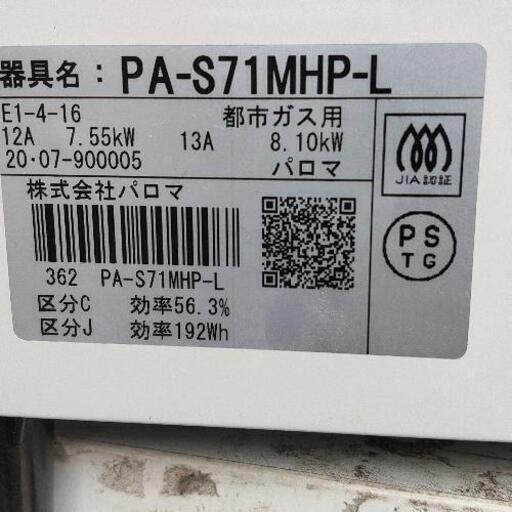 器具名：PA-S71MHP-L
E1-4-16 都市ガス用
12A 7.55kW 13A 8.10kW
20·07-900005 パロマ
株式会社パロマ
362 PA-S71MHP-L
区分C 効率56.3%
区分J 効率192Wh
JIA認証
PS
TG